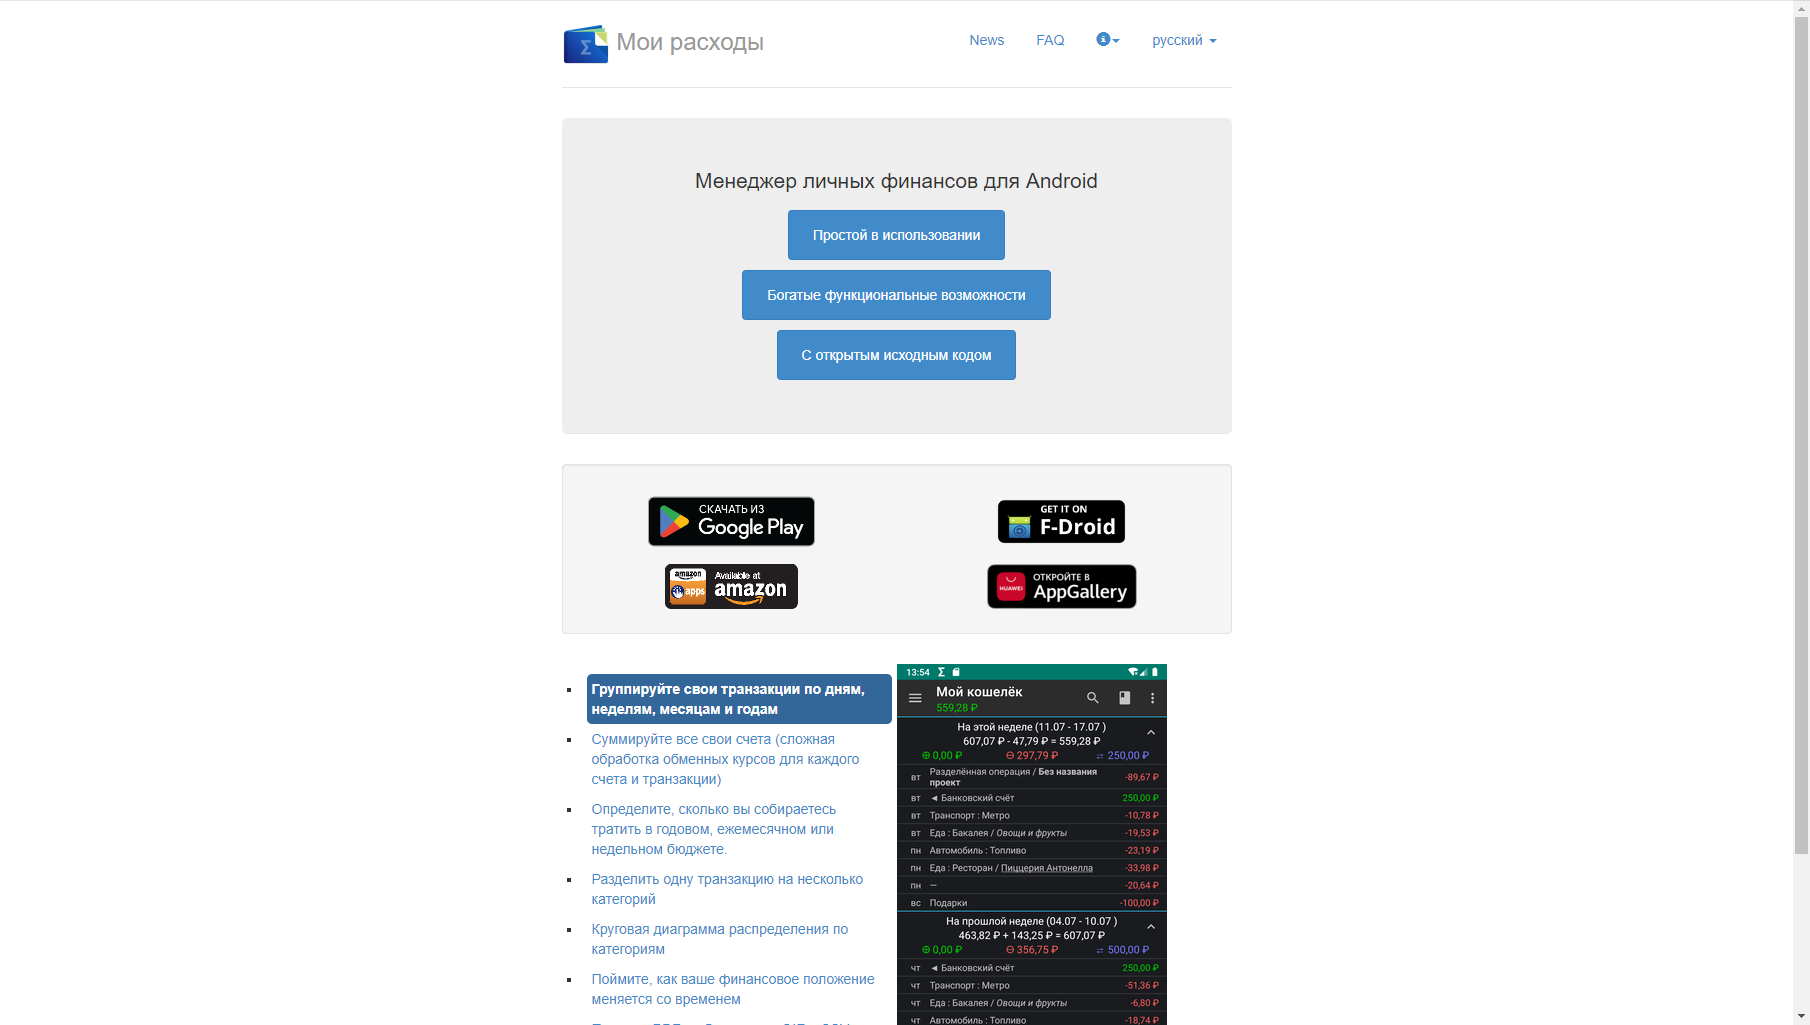 Мои расходы
News
FAQ
русский
Менеджер личных финансов для Android
Простой в использовании
Богатые функциональные возможности
С открытым исходным кодом
СКАЧАТЬ ИЗ
Google Play
GET IT ON
F-Droid
amazon
apps
Available at
amazon
HUAWEI
ОТКРОЙТЕ В
AppGallery
Группируйте свои транзакции по дням,
неделям, месяцам и годам
Суммируйте все свои счета (сложная
обработка обменных курсов для каждого
счета и транзакции)
Определите, сколько вы собираетесь
тратить в годовом, ежемесячном или
недельном бюджете.
Разделить одну транзакцию на несколько
категорий
Круговая диаграмма распределения по
категориям
Поймите, как ваше финансовое положение
меняется со временем
13:54
Мой кошелёк
559,28 ₽
На этой неделе (11.07 - 17.07 )
607,07 ₽ - 47,79 ₽ = 559,28 ₽
⊕ 0,00 ₽ ⊖ 297,79 ₽ ⇄ 250,00 ₽
вт Разделённая операция / Без названия
проект -89,67 ₽
вт ◄ Банковский счёт 250,00 ₽
вт Транспорт : Метро -10,78 ₽
вт Еда : Бакалея / Овощи и фрукты -19,53 ₽
пн Автомобиль : Топливо -23,19 ₽
пн Еда : Ресторан / Пиццерия Антонелла -33,98 ₽
пн — -20,64 ₽
вс Подарки -100,00 ₽
На прошлой неделе (04.07 - 10.07 )
463,82 ₽ + 143,25 ₽ = 607,07 ₽
⊕ 0,00 ₽ ⊖ 356,75 ₽ ⇄ 500,00 ₽
чт ◄ Банковский счёт 250,00 ₽
чт Транспорт : Метро -51,36 ₽
чт Еда : Бакалея / Овощи и фрукты -6,80 ₽
чт Автомобиль : Топливо -18,74 ₽